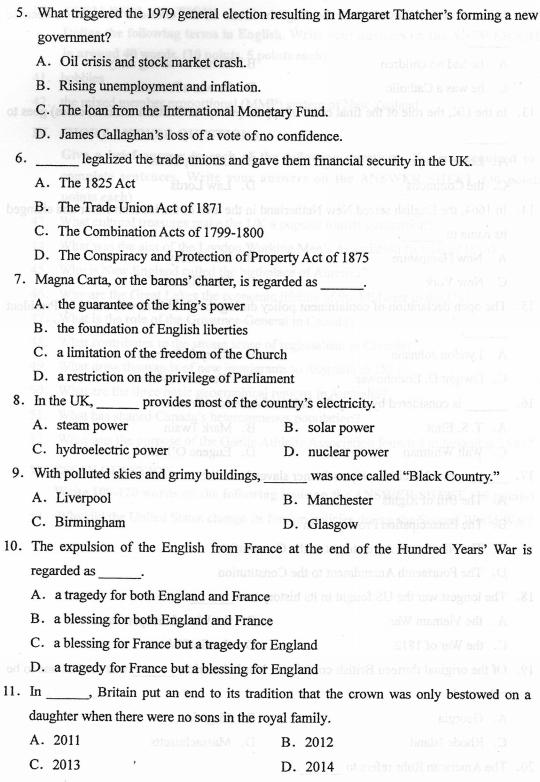 5. What triggered the 1979 general election resulting in Margaret Thatcher's forming a new
government?
A. Oil crisis and stock market crash.
B. Rising unemployment and inflation.
C. The loan from the International Monetary Fund.
D. James Callaghan's loss of a vote of no confidence.
6. ______ legalized the trade unions and gave them financial security in the UK.
A. The 1825 Act
B. The Trade Union Act of 1871
C. The Combination Acts of 1799-1800
D. The Conspiracy and Protection of Property Act of 1875
7. Magna Carta, or the barons' charter, is regarded as ______.
A. the guarantee of the king's power
B. the foundation of English liberties
C. a limitation of the freedom of the Church
D. a restriction on the privilege of Parliament
8. In the UK, ______ provides most of the country's electricity.
A. steam power B. solar power
C. hydroelectric power D. nuclear power
9. With polluted skies and grimy buildings, ______ was once called "Black Country."
A. Liverpool B. Manchester
C. Birmingham D. Glasgow
10. The expulsion of the English from France at the end of the Hundred Years' War is
regarded as ______.
A. a tragedy for both England and France
B. a blessing for both England and France
C. a blessing for France but a tragedy for England
D. a tragedy for France but a blessing for England
11. In ______, Britain put an end to its tradition that the crown was only bestowed on a
daughter when there were no sons in the royal family.
A. 2011 B. 2012
C. 2013 D. 2014